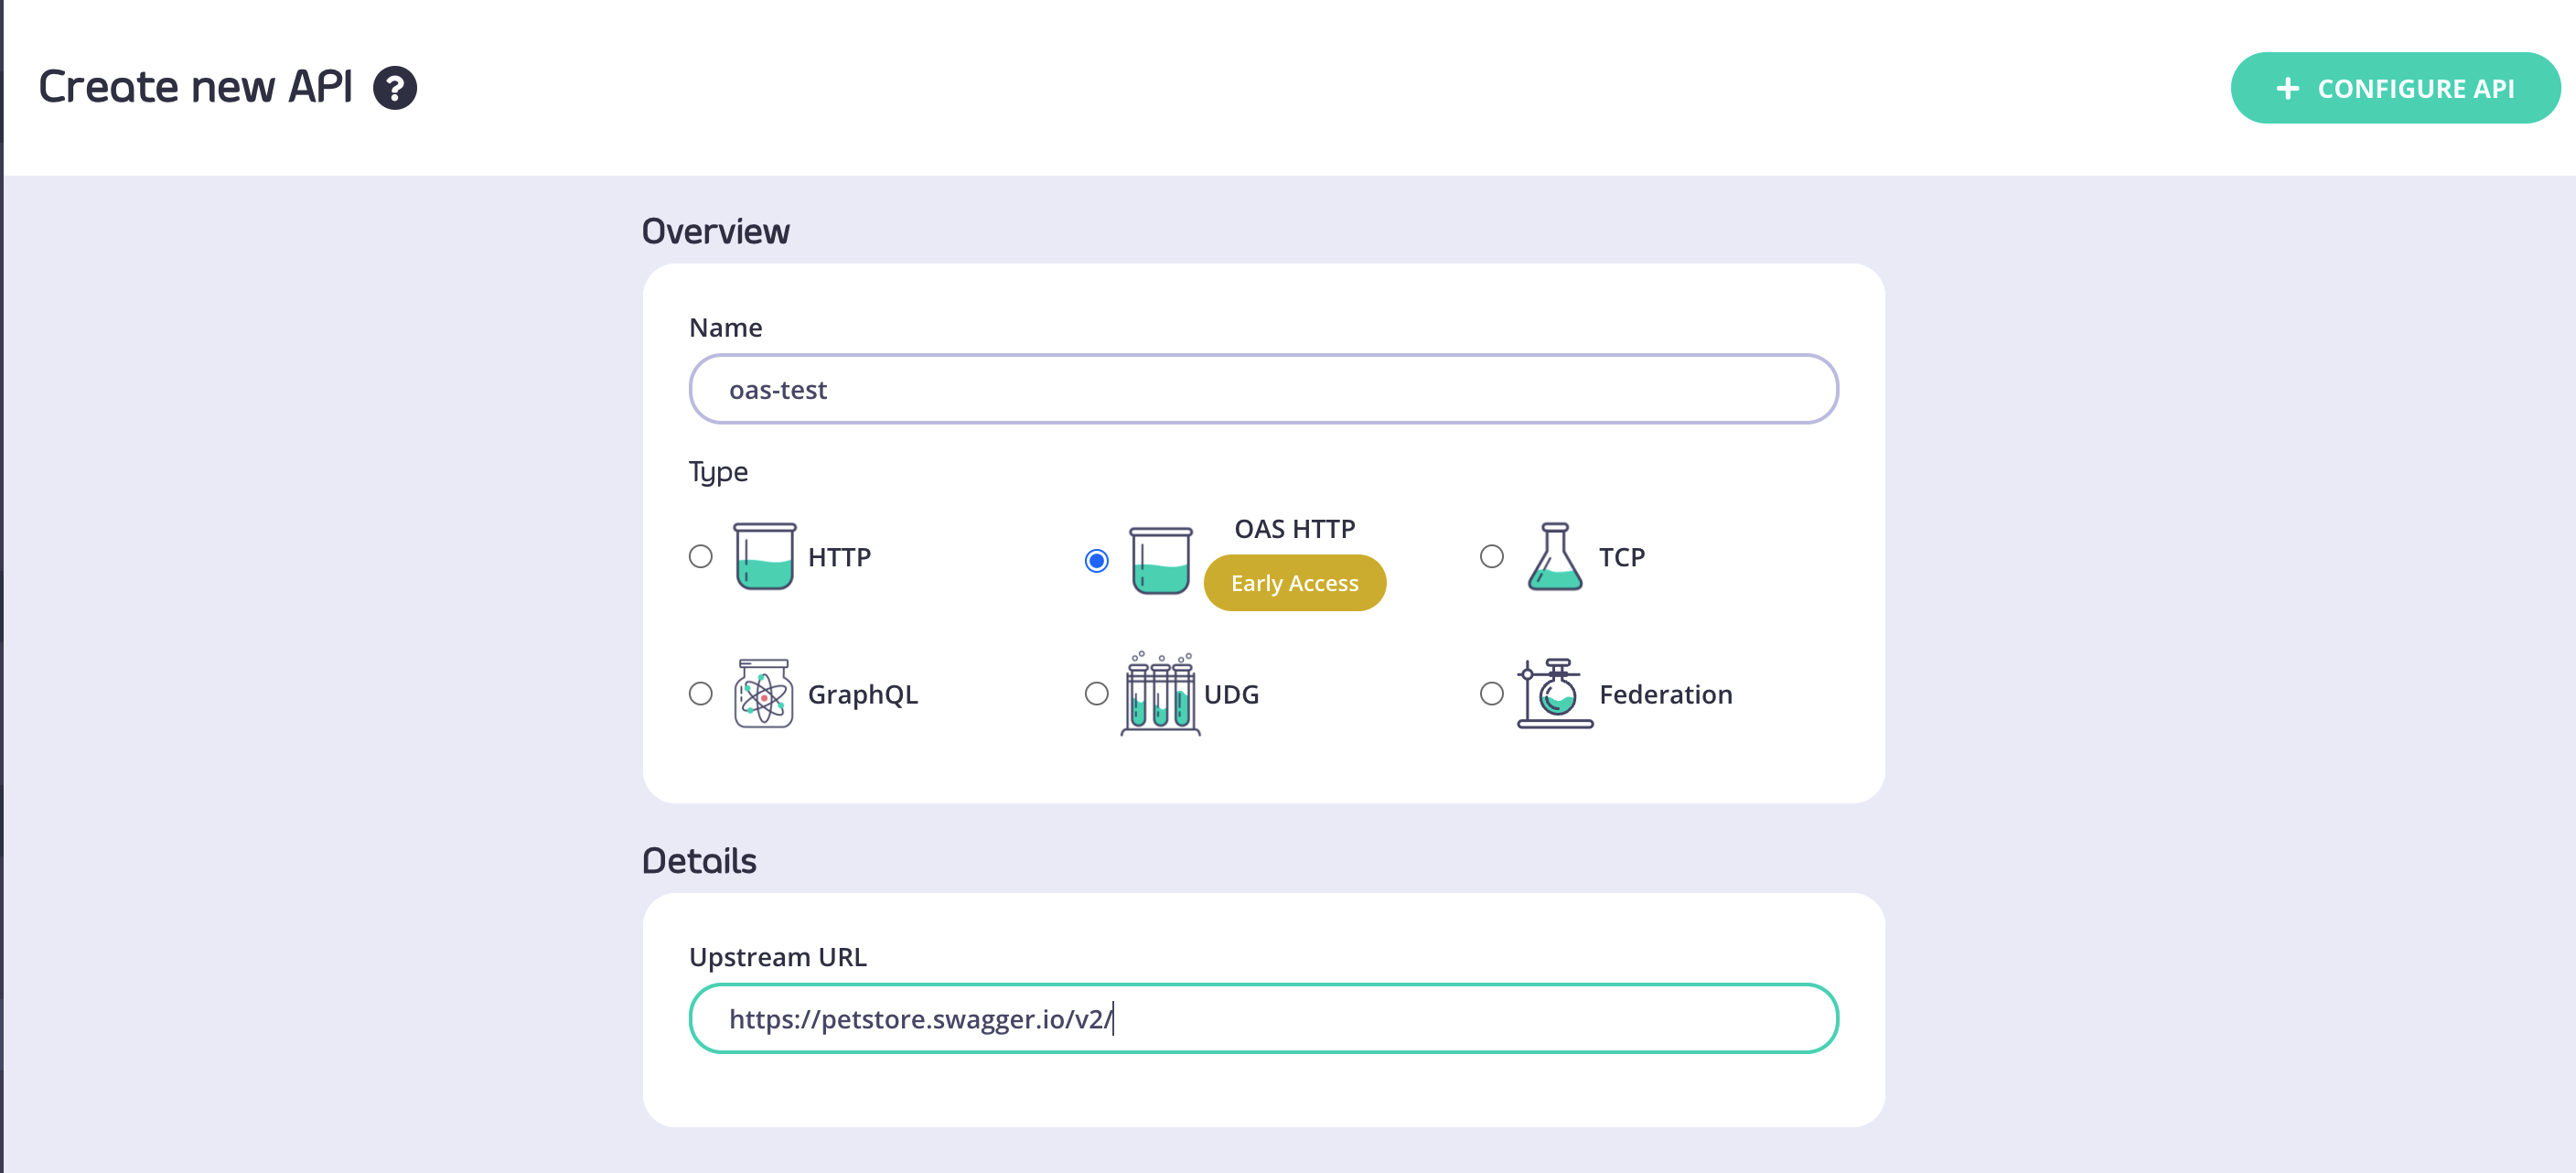 Create new API ?
+ CONFIGURE API
Overview
Name
oas-test
Type
HTTP
OAS HTTP
Early Access
TCP
GraphQL
UDG
Federation
Details
Upstream URL
https://petstore.swagger.io/v2/